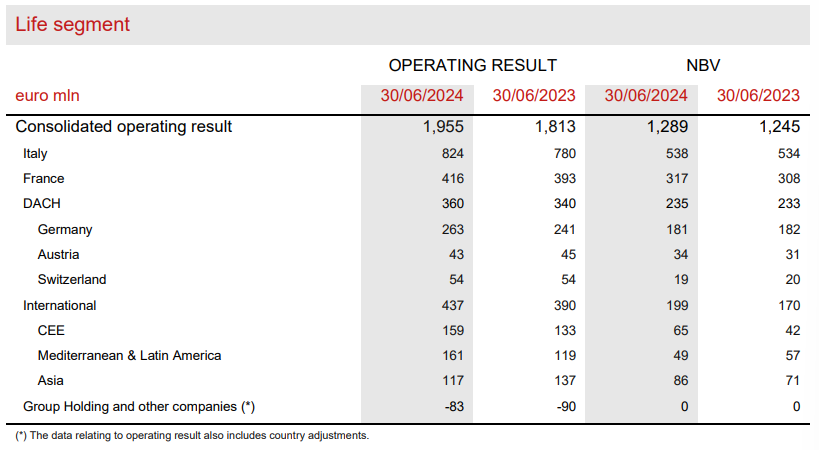 Life segment
OPERATING RESULT NBV
euro mln 30/06/2024 30/06/2023 30/06/2024 30/06/2023
Consolidated operating result 1,955 1,813 1,289 1,245
Italy 824 780 538 534
France 416 393 317 308
DACH 360 340 235 233
Germany 263 241 181 182
Austria 43 45 34 31
Switzerland 54 54 19 20
International 437 390 199 170
CEE 159 133 65 42
Mediterranean & Latin America 161 119 49 57
Asia 117 137 86 71
Group Holding and other companies (*) -83 -90 0 0
(*) The data relating to operating result also includes country adjustments.